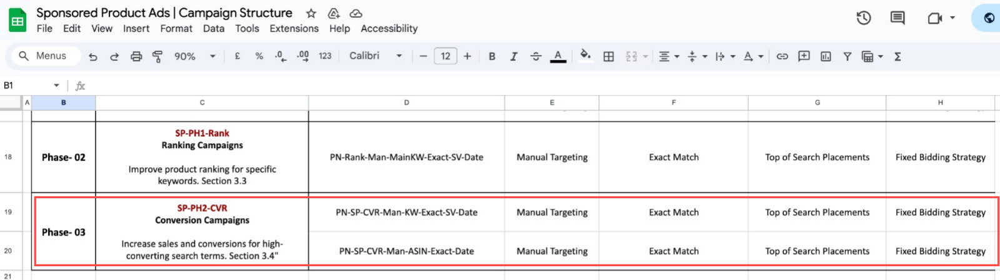 Sponsored Product Ads | Campaign Structure
File Edit View Insert Format Data Tools Extensions Help Accessibility
Menus 90% £ % .0 .00 123 Calibri 12 B I A A Σ
B1 fx
A B C D E F G H
18
Phase- 02
SP-PH1-Rank
Ranking Campaigns
Improve product ranking for specific
keywords. Section 3.3
PN-Rank-Man-MainKW-Exact-SV-Date
Manual Targeting
Exact Match
Top of Search Placements
Fixed Bidding Strategy
19
Phase- 03
SP-PH2-CVR
Conversion Campaigns
Increase sales and conversions for high-
converting search terms. Section 3.4"
PN-SP-CVR-Man-KW-Exact-SV-Date
Manual Targeting
Exact Match
Top of Search Placements
Fixed Bidding Strategy
20
PN-SP-CVR-Man-ASIN-Exact-Date
Manual Targeting
Exact Match
Top of Search Placements
Fixed Bidding Strategy
21